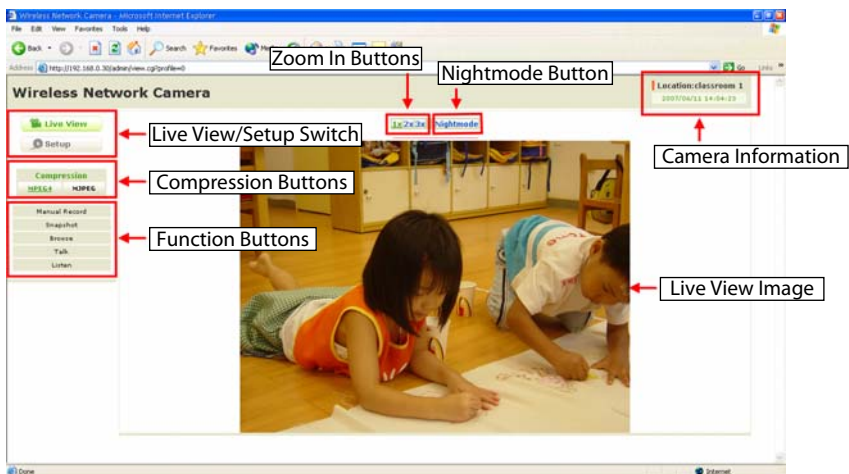 Wireless Network Camera - Microsoft Internet Explorer
File Edit View Favorites Tools Help
Back Search Favorites
Address http://192.168.0.30/admin/view.cgi?profile=0 Go Links
Zoom In Buttons
Nightmode Button
Wireless Network Camera
Location:classroom 1
2007/06/11 14:04:23
Live View
Setup
Live View/Setup Switch
1x 2x 3x Nightmode
Camera Information
Compression
MPEG4 MJPEG
Compression Buttons
Manual Record
Snapshot
Browse
Talk
Listen
Function Buttons
Live View Image
Done Internet